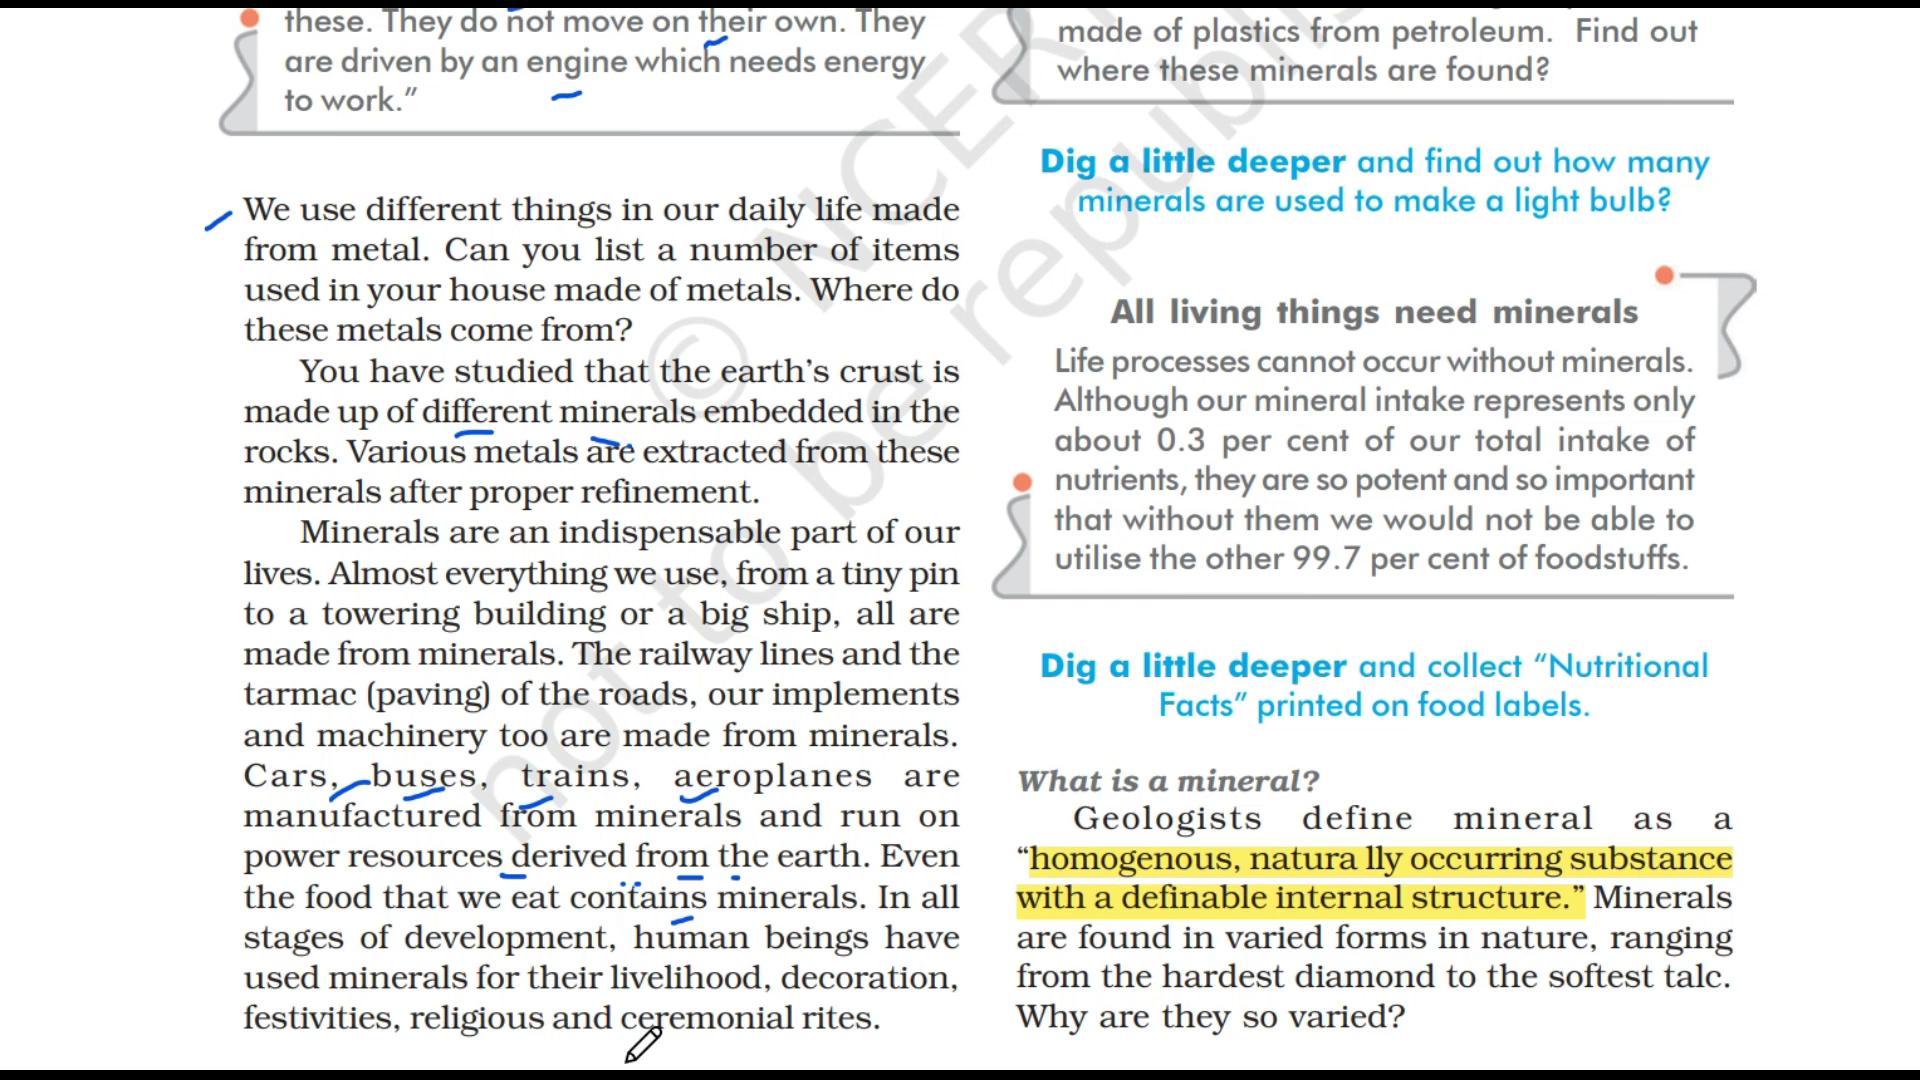 these. They do not move on their own. They
are driven by an engine which needs energy
to work.”
We use different things in our daily life made
from metal. Can you list a number of items
used in your house made of metals. Where do
these metals come from?
You have studied that the earth’s crust is
made up of different minerals embedded in the
rocks. Various metals are extracted from these
minerals after proper refinement.
Minerals are an indispensable part of our
lives. Almost everything we use, from a tiny pin
to a towering building or a big ship, all are
made from minerals. The railway lines and the
tarmac (paving) of the roads, our implements
and machinery too are made from minerals.
Cars, buses, trains, aeroplanes are
manufactured from minerals and run on
power resources derived from the earth. Even
the food that we eat contains minerals. In all
stages of development, human beings have
used minerals for their livelihood, decoration,
festivities, religious and ceremonial rites.
made of plastics from petroleum. Find out
where these minerals are found?
Dig a little deeper and find out how many
minerals are used to make a light bulb?
All living things need minerals
Life processes cannot occur without minerals.
Although our mineral intake represents only
about 0.3 per cent of our total intake of
nutrients, they are so potent and so important
that without them we would not be able to
utilise the other 99.7 per cent of foodstuffs.
Dig a little deeper and collect “Nutritional
Facts” printed on food labels.
What is a mineral?
Geologists define mineral as a
“homogenous, natura lly occurring substance
with a definable internal structure.” Minerals
are found in varied forms in nature, ranging
from the hardest diamond to the softest talc.
Why are they so varied?
© NCER
not to be republis